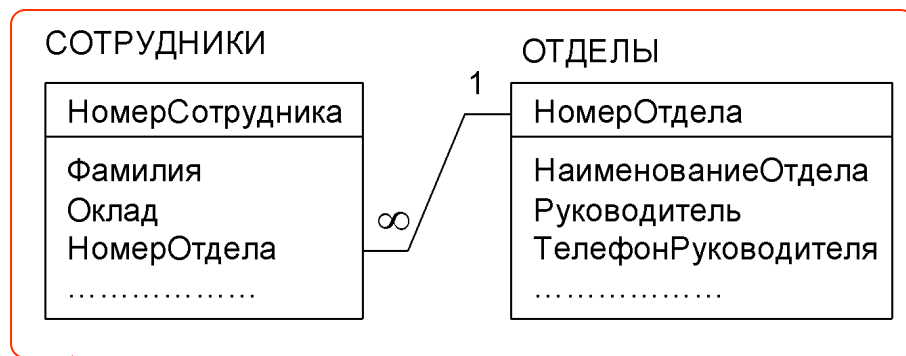 СОТРУДНИКИ
НомерСотрудника
Фамилия
Оклад
НомерОтдела
………………
∞
1
ОТДЕЛЫ
НомерОтдела
НаименованиеОтдела
Руководитель
ТелефонРуководителя
………………